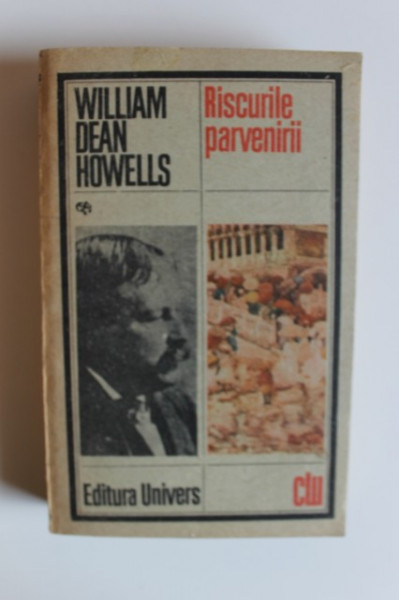 WILLIAM
DEAN
HOWELLS
Riscurile
parvenirii
Editura Univers
clu